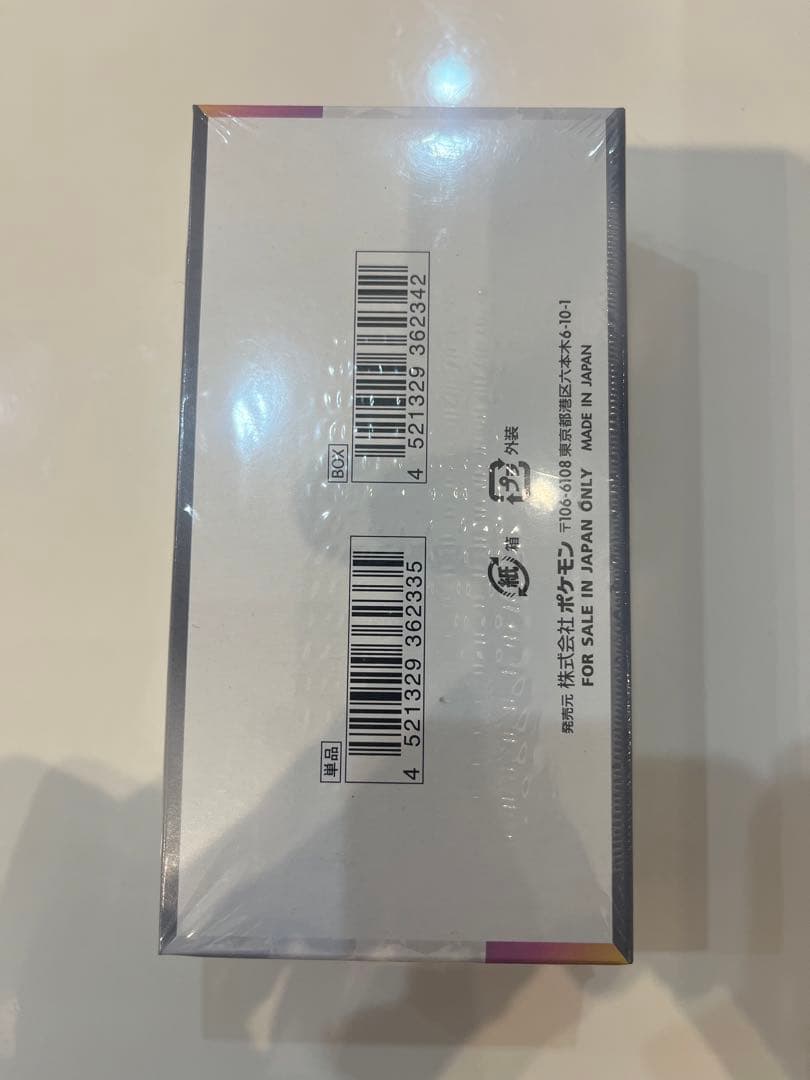 単品
4 521329 362335
BOX
4 521329 362342
紙 箱
プラ 外装
発売元 株式会社 ポケモン 〒106-6108 東京都港区六本木6-10-1
FOR SALE IN JAPAN ONLY MADE IN JAPAN